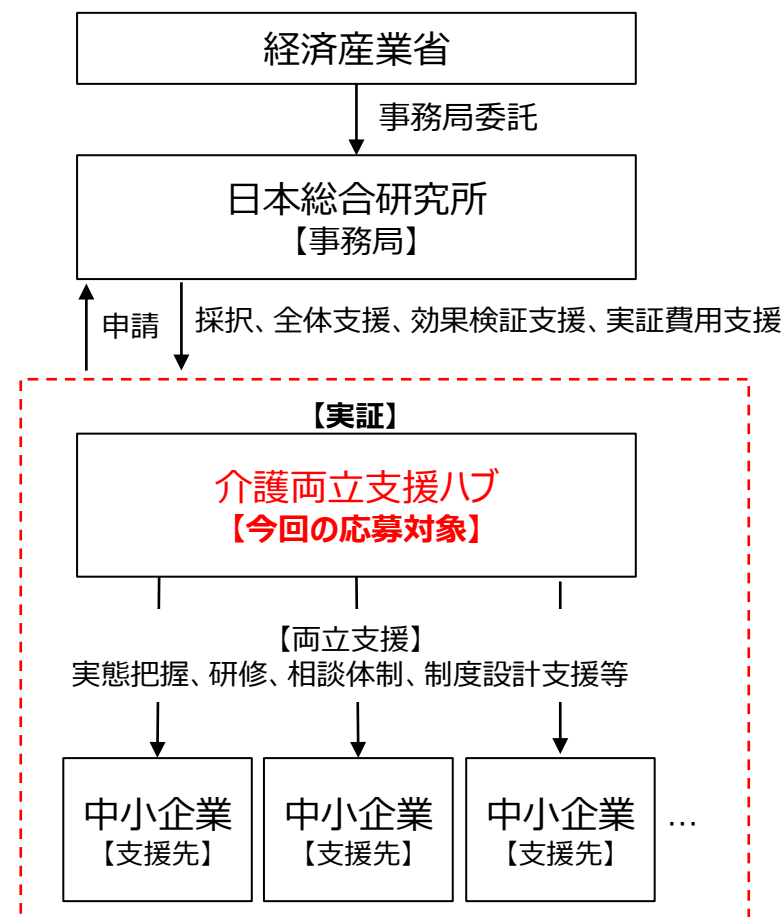 経済産業省
事務局委託
日本総合研究所
【事務局】
申請
採択、全体支援、効果検証支援、実証費用支援
【実証】
介護両立支援ハブ
【今回の応募対象】
【両立支援】
実態把握、研修、相談体制、制度設計支援等
中小企業
【支援先】
中小企業
【支援先】
中小企業
【支援先】
…